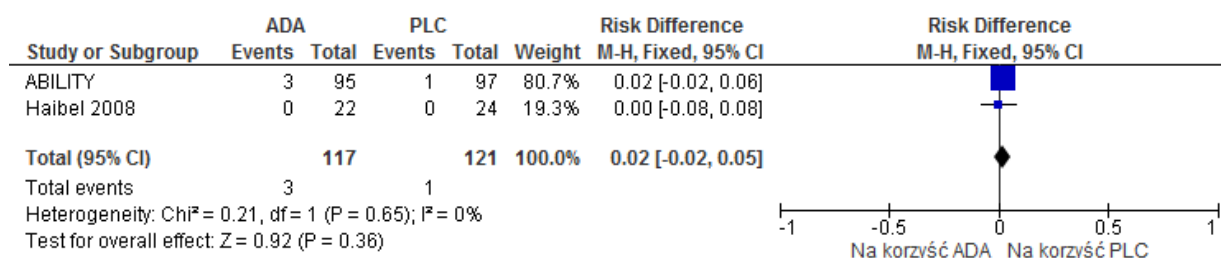 ADA PLC Risk Difference Risk Difference
Study or Subgroup Events Total Events Total Weight M-H, Fixed, 95% CI M-H, Fixed, 95% CI
ABILITY 3 95 1 97 80.7% 0.02 [-0.02, 0.06]
Haibel 2008 0 22 0 24 19.3% 0.00 [-0.08, 0.08]
Total (95% CI) 117 121 100.0% 0.02 [-0.02, 0.05]
Total events 3 1
Heterogeneity: Chi² = 0.21, df = 1 (P = 0.65); I² = 0%
Test for overall effect: Z = 0.92 (P = 0.36)
-1 -0.5 0 0.5 1
Na korzyść ADA Na korzyść PLC